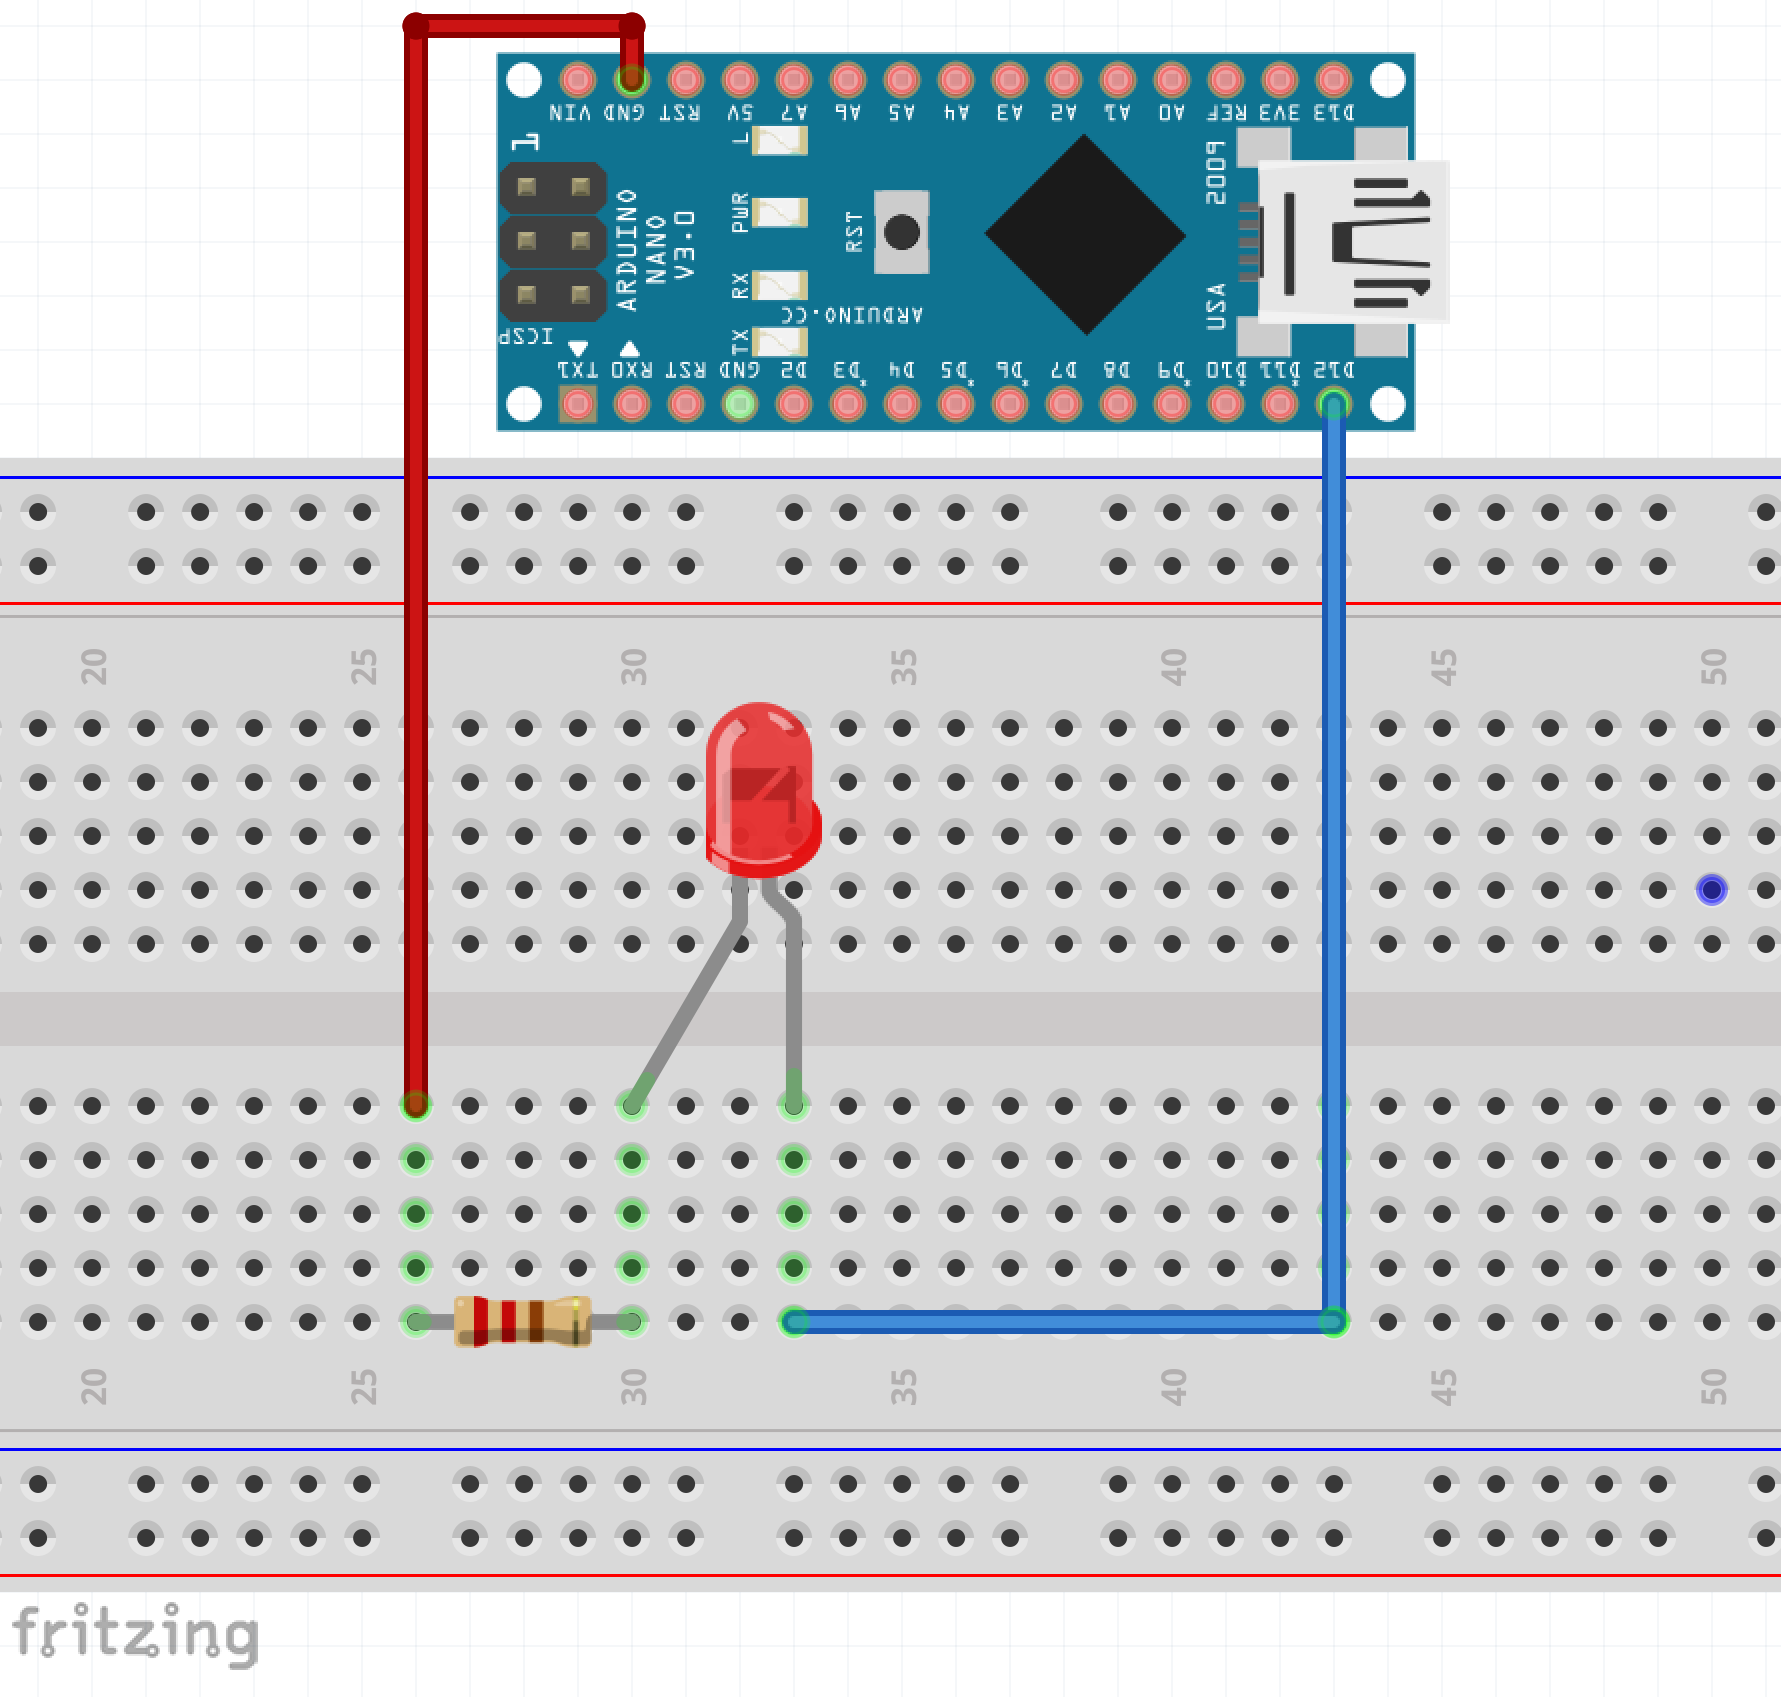 VIN GND RST 5V A7 A6 A5 A4 A3 A2 A1 A0 REF 3V3 D13
1
L
PWR
RX
TX
ARDUINO
NANO
V3.0
RST
ARDUINO.CC
2009
USA
ICSP
TX1 RX0 RST GND D2 D3* D4 D5* D6* D7 D8 D9* D10* D11* D12
20 25 30 35 40 45 50
20 25 30 35 40 45 50
fritzing